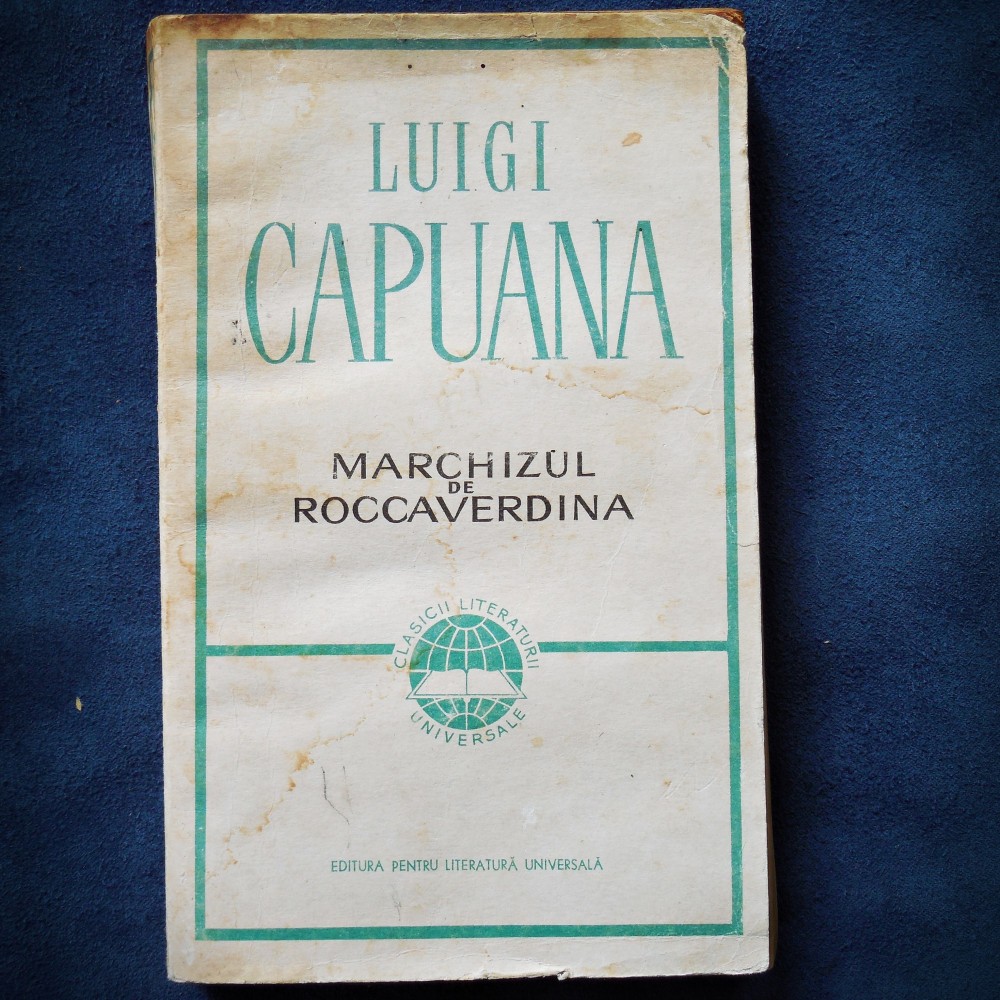 LUIGI
CAPUANA
MARCHIZUL
DE
ROCCAVERDINA
CLASICII LITERATURII
UNIVERSALE
EDITURA PENTRU LITERATURĂ UNIVERSALĂ